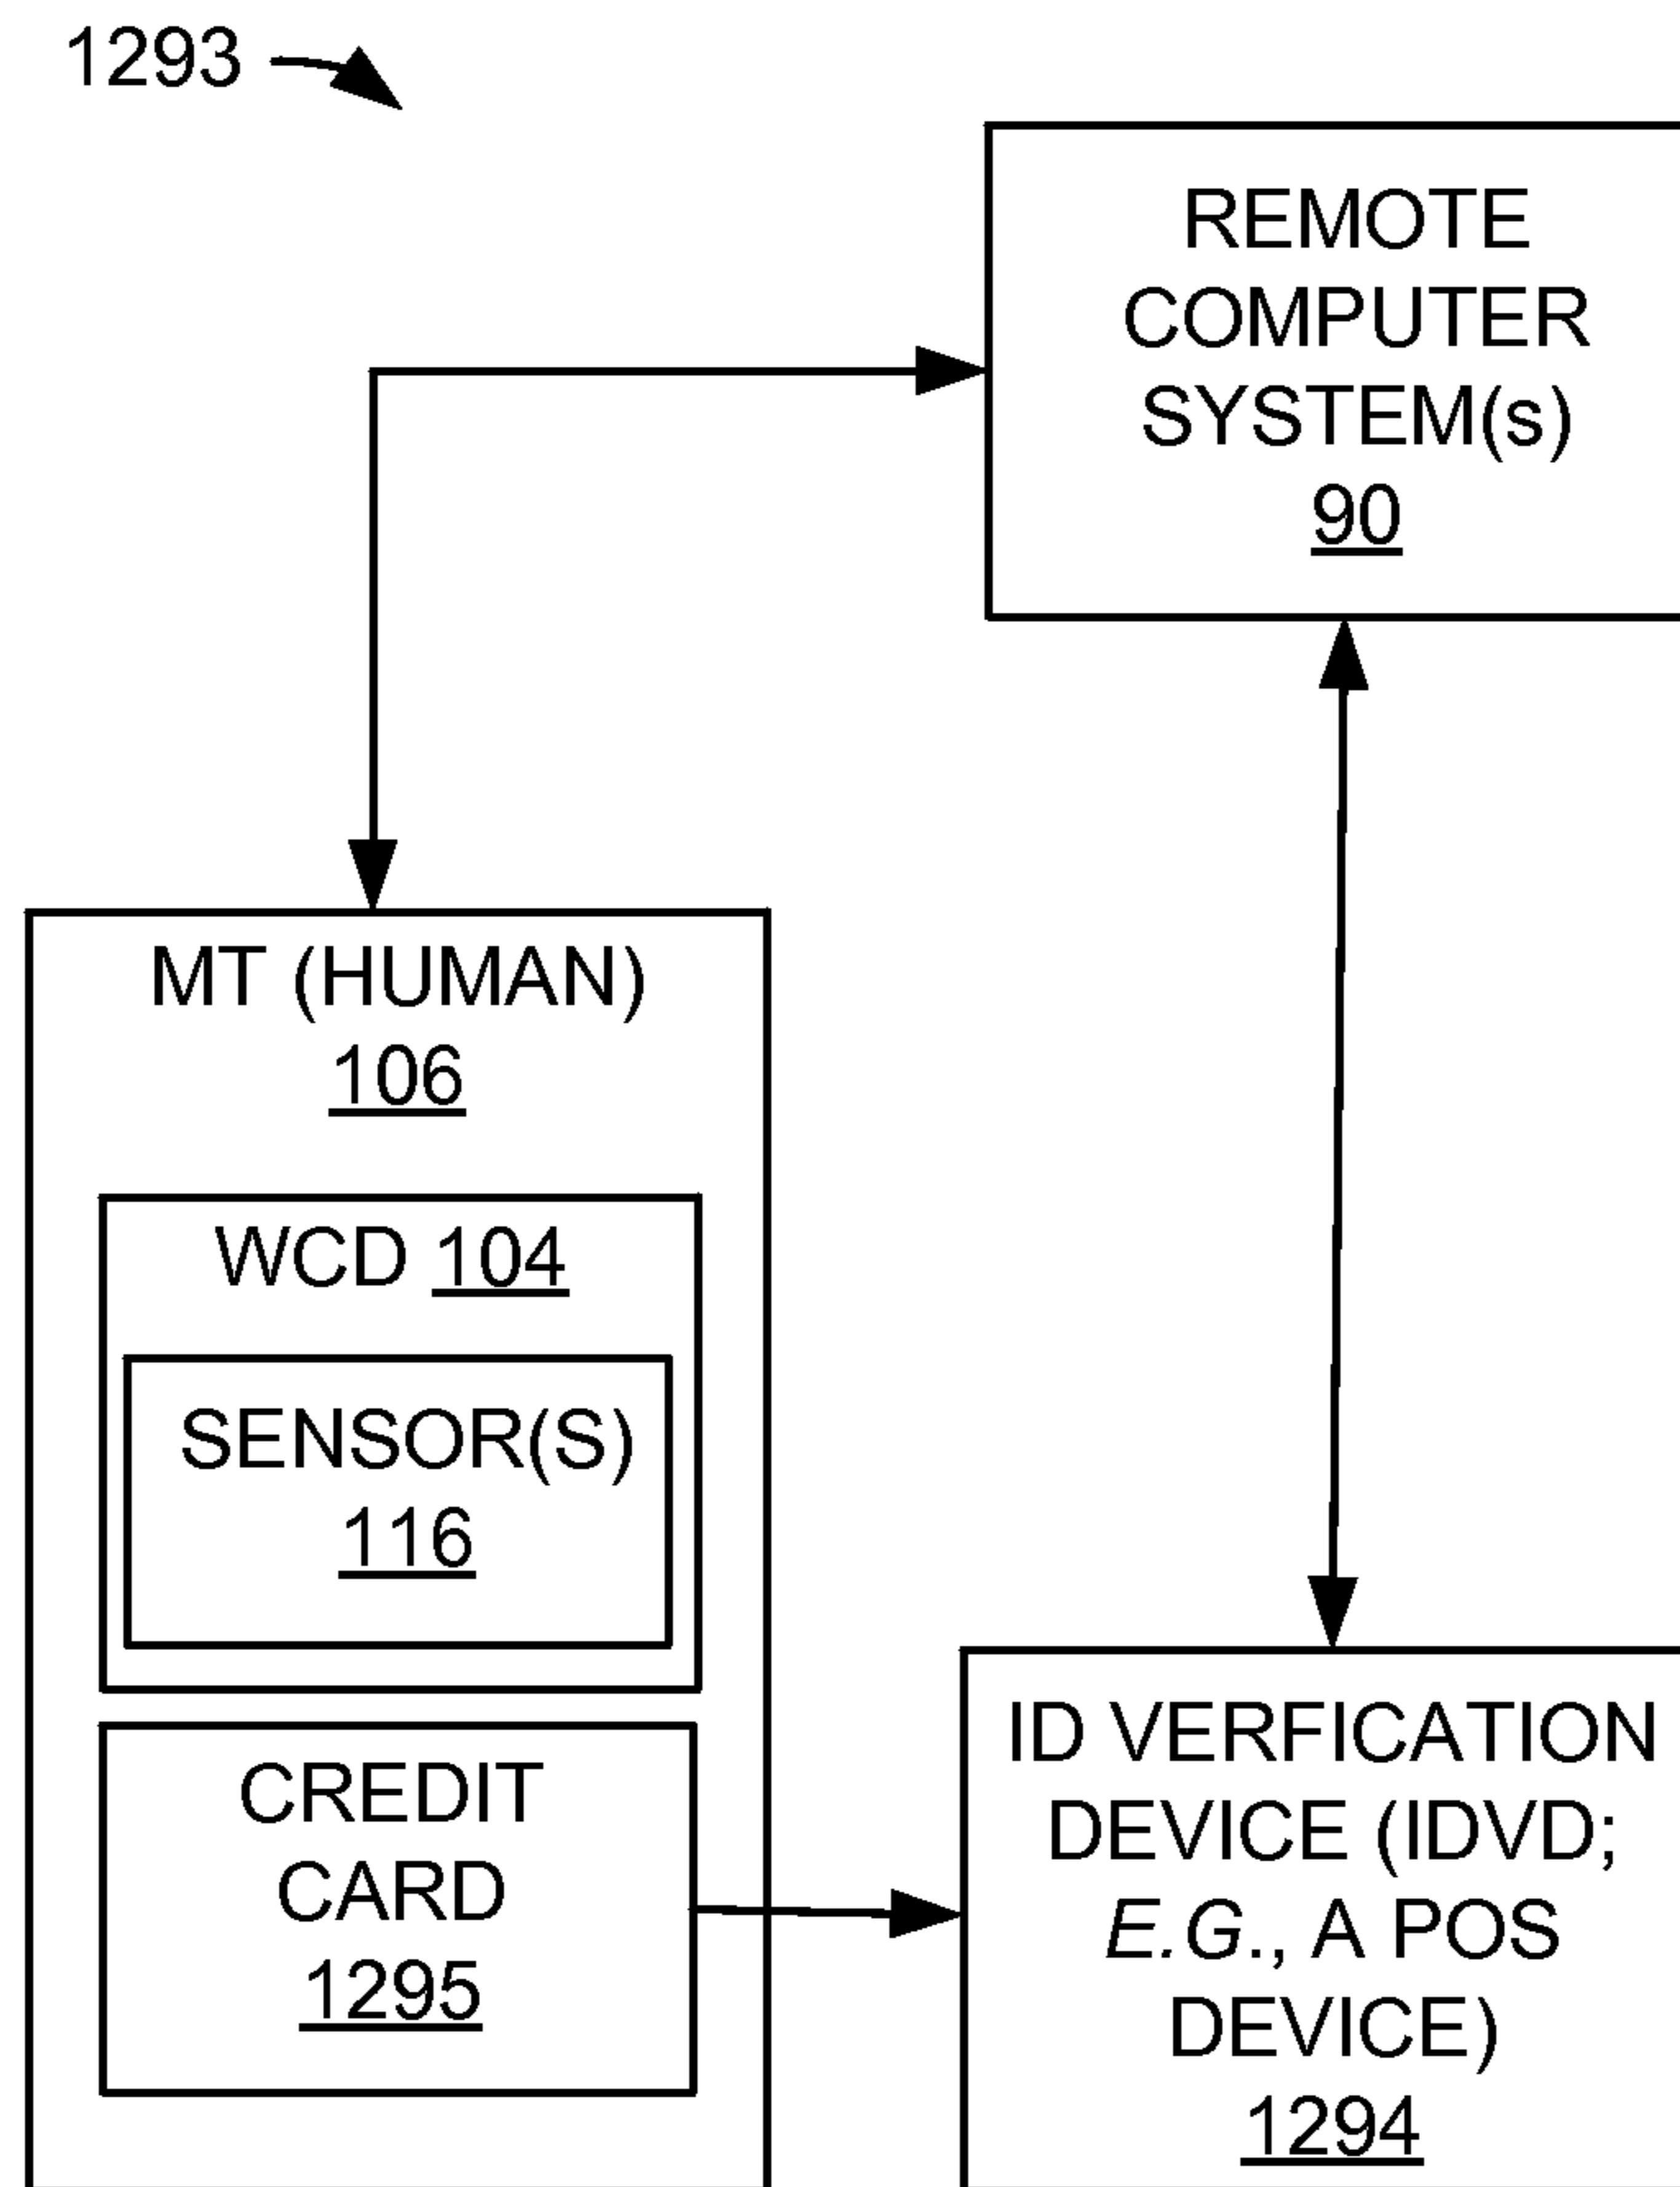 1293
REMOTE
COMPUTER
SYSTEM(s)
90
MT (HUMAN)
106
WCD 104
SENSOR(S)
116
CREDIT
CARD
1295
ID VERFICATION
DEVICE (IDVD;
E.G., A POS
DEVICE)
1294